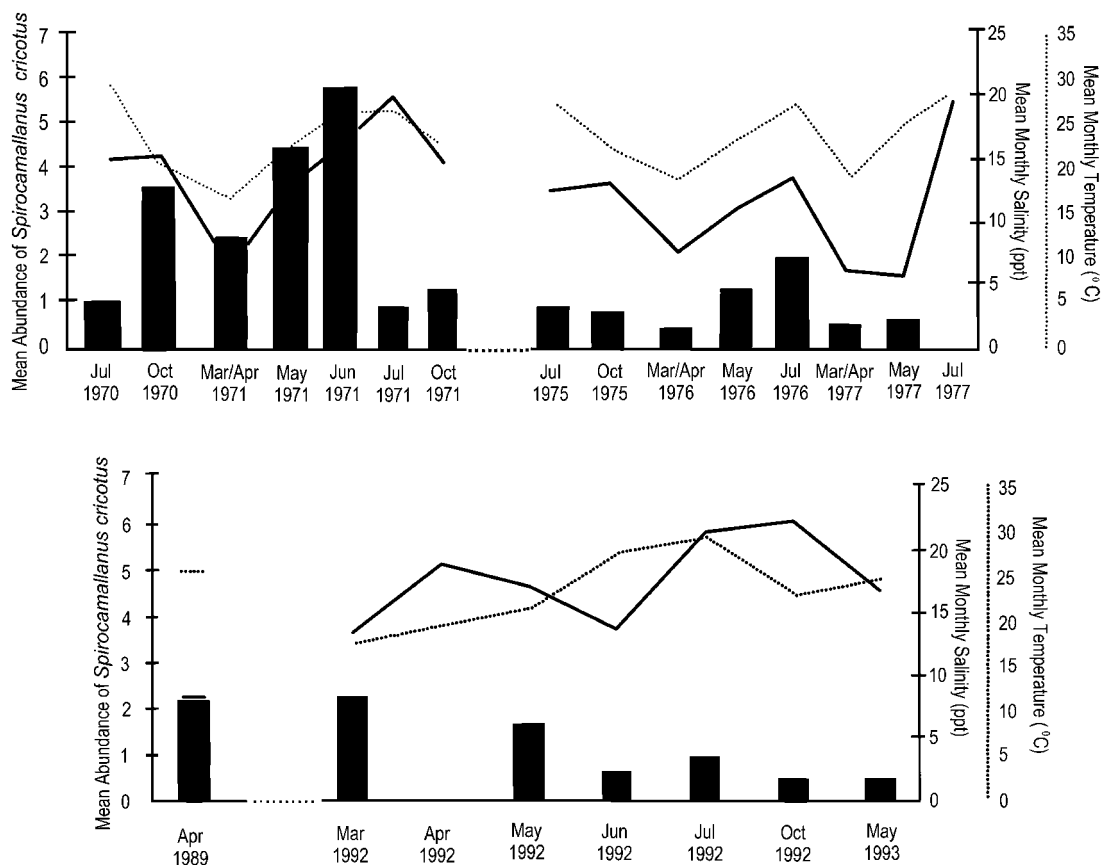 Mean Abundance of Spirocamallanus cricotus
7
6
5
4
3
2
1
0
25
20
15
10
5
0
Mean Monthly Salinity (ppt)
35
30
25
20
15
10
5
0
Mean Monthly Temperature (°C)
Jul 1970
Oct 1970
Mar/Apr 1971
May 1971
Jun 1971
Jul 1971
Oct 1971
Jul 1975
Oct 1975
Mar/Apr 1976
May 1976
Jul 1976
Mar/Apr 1977
May 1977
Jul 1977
Mean Abundance of Spirocamallanus cricotus
7
6
5
4
3
2
1
0
25
20
15
10
5
0
Mean Monthly Salinity (ppt)
35
30
25
20
15
10
5
0
Mean Monthly Temperature (°C)
Apr 1989
Mar 1992
Apr 1992
May 1992
Jun 1992
Jul 1992
Oct 1992
May 1993